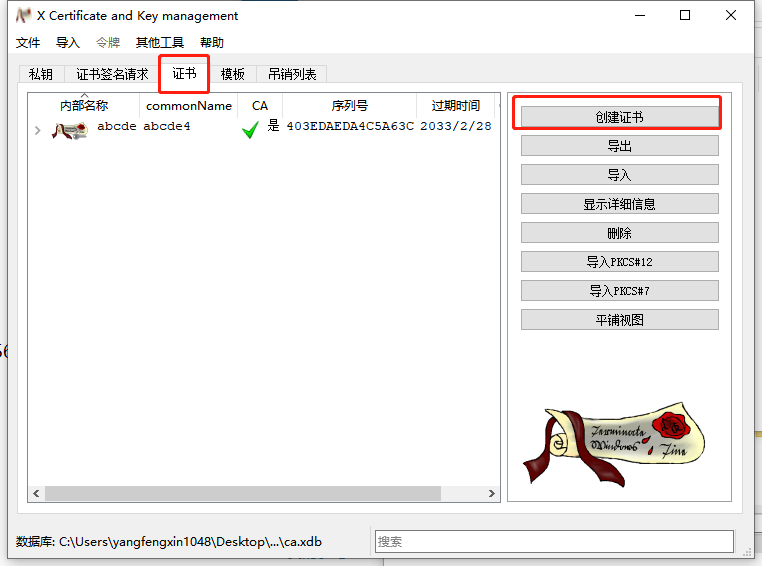 X Certificate and Key management
文件 导入 令牌 其他工具 帮助
私钥 证书签名请求 证书 模板 吊销列表
内部名称 commonName CA 序列号 过期时间
abcde abcde4 是 403EDAEDA4C5A63C 2033/2/28
创建证书
导出
导入
显示详细信息
删除
导入PKCS#12
导入PKCS#7
平铺视图
数据库: C:\Users\yangfengxin1048\Desktop\...\ca.xdb
搜索